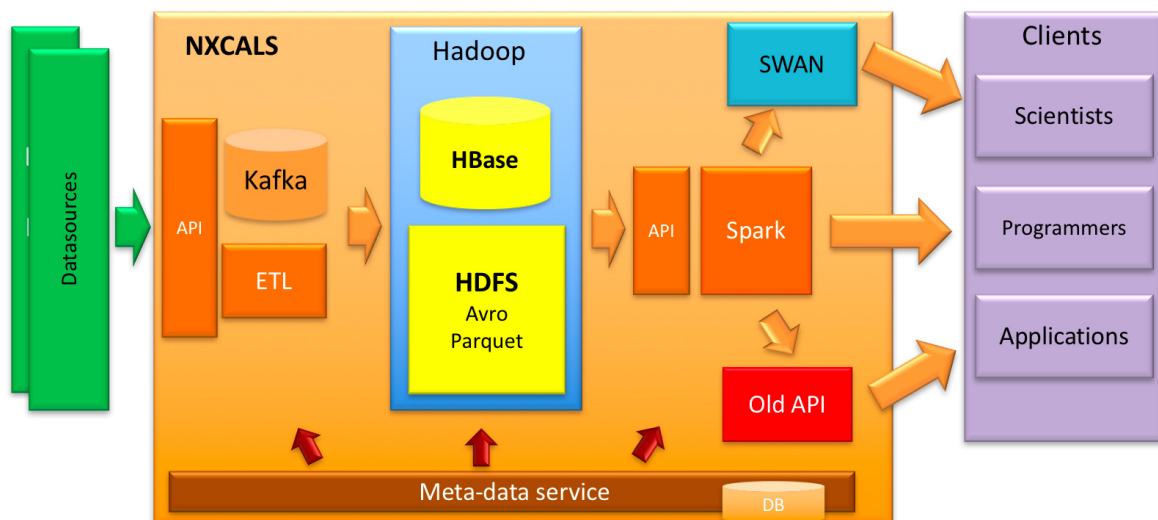 NXCALS
Datasources
API
Kafka
ETL
Hadoop
HBase
HDFS
Avro
Parquet
API
Spark
SWAN
Old API
Clients
Scientists
Programmers
Applications
Meta-data service
DB